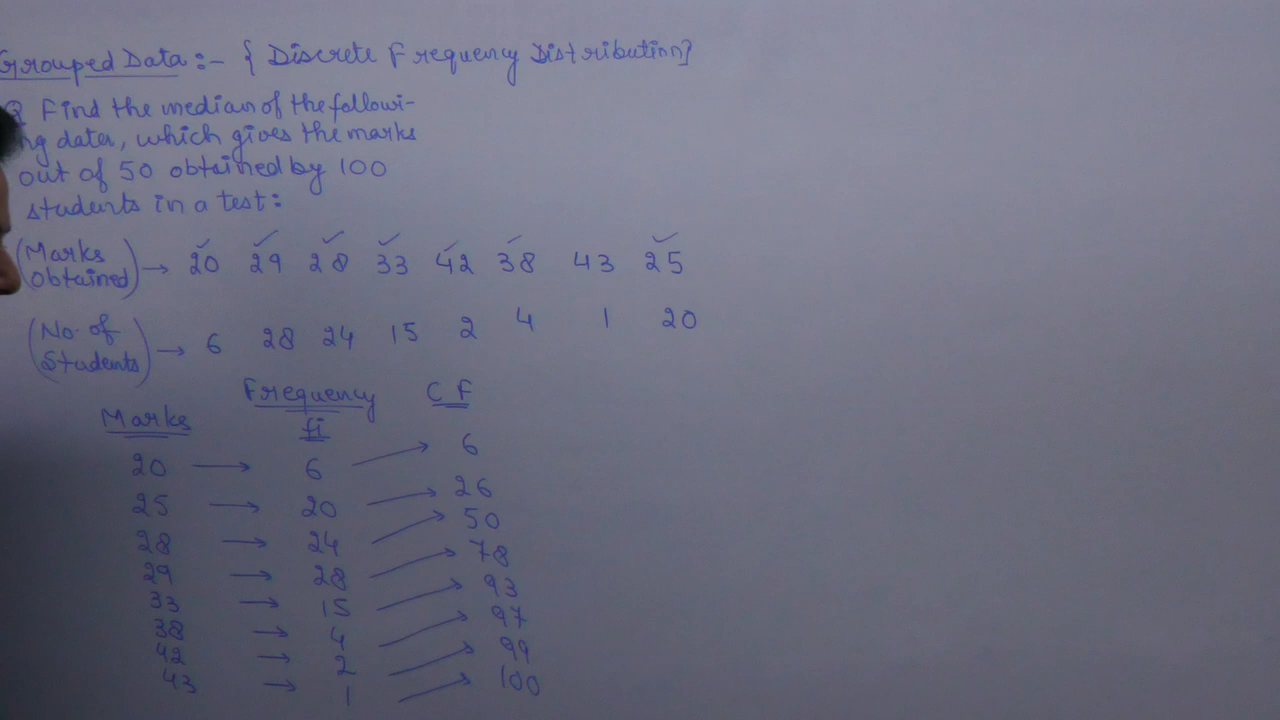 Grouped Data :- { Discrete Frequency Distribution }
Q Find the median of the followi-
ng data, which gives the marks
out of 50 obtained by 100
students in a test:
(Marks Obtained) → 20 29 28 33 42 38 43 25
(No. of Students) → 6 28 24 15 2 4 1 20
Marks Frequency fi CF
20 → 6 → 6
25 → 20 → 26
28 → 24 → 50
29 → 28 → 78
33 → 15 → 93
38 → 4 → 97
42 → 2 → 99
43 → 1 → 100